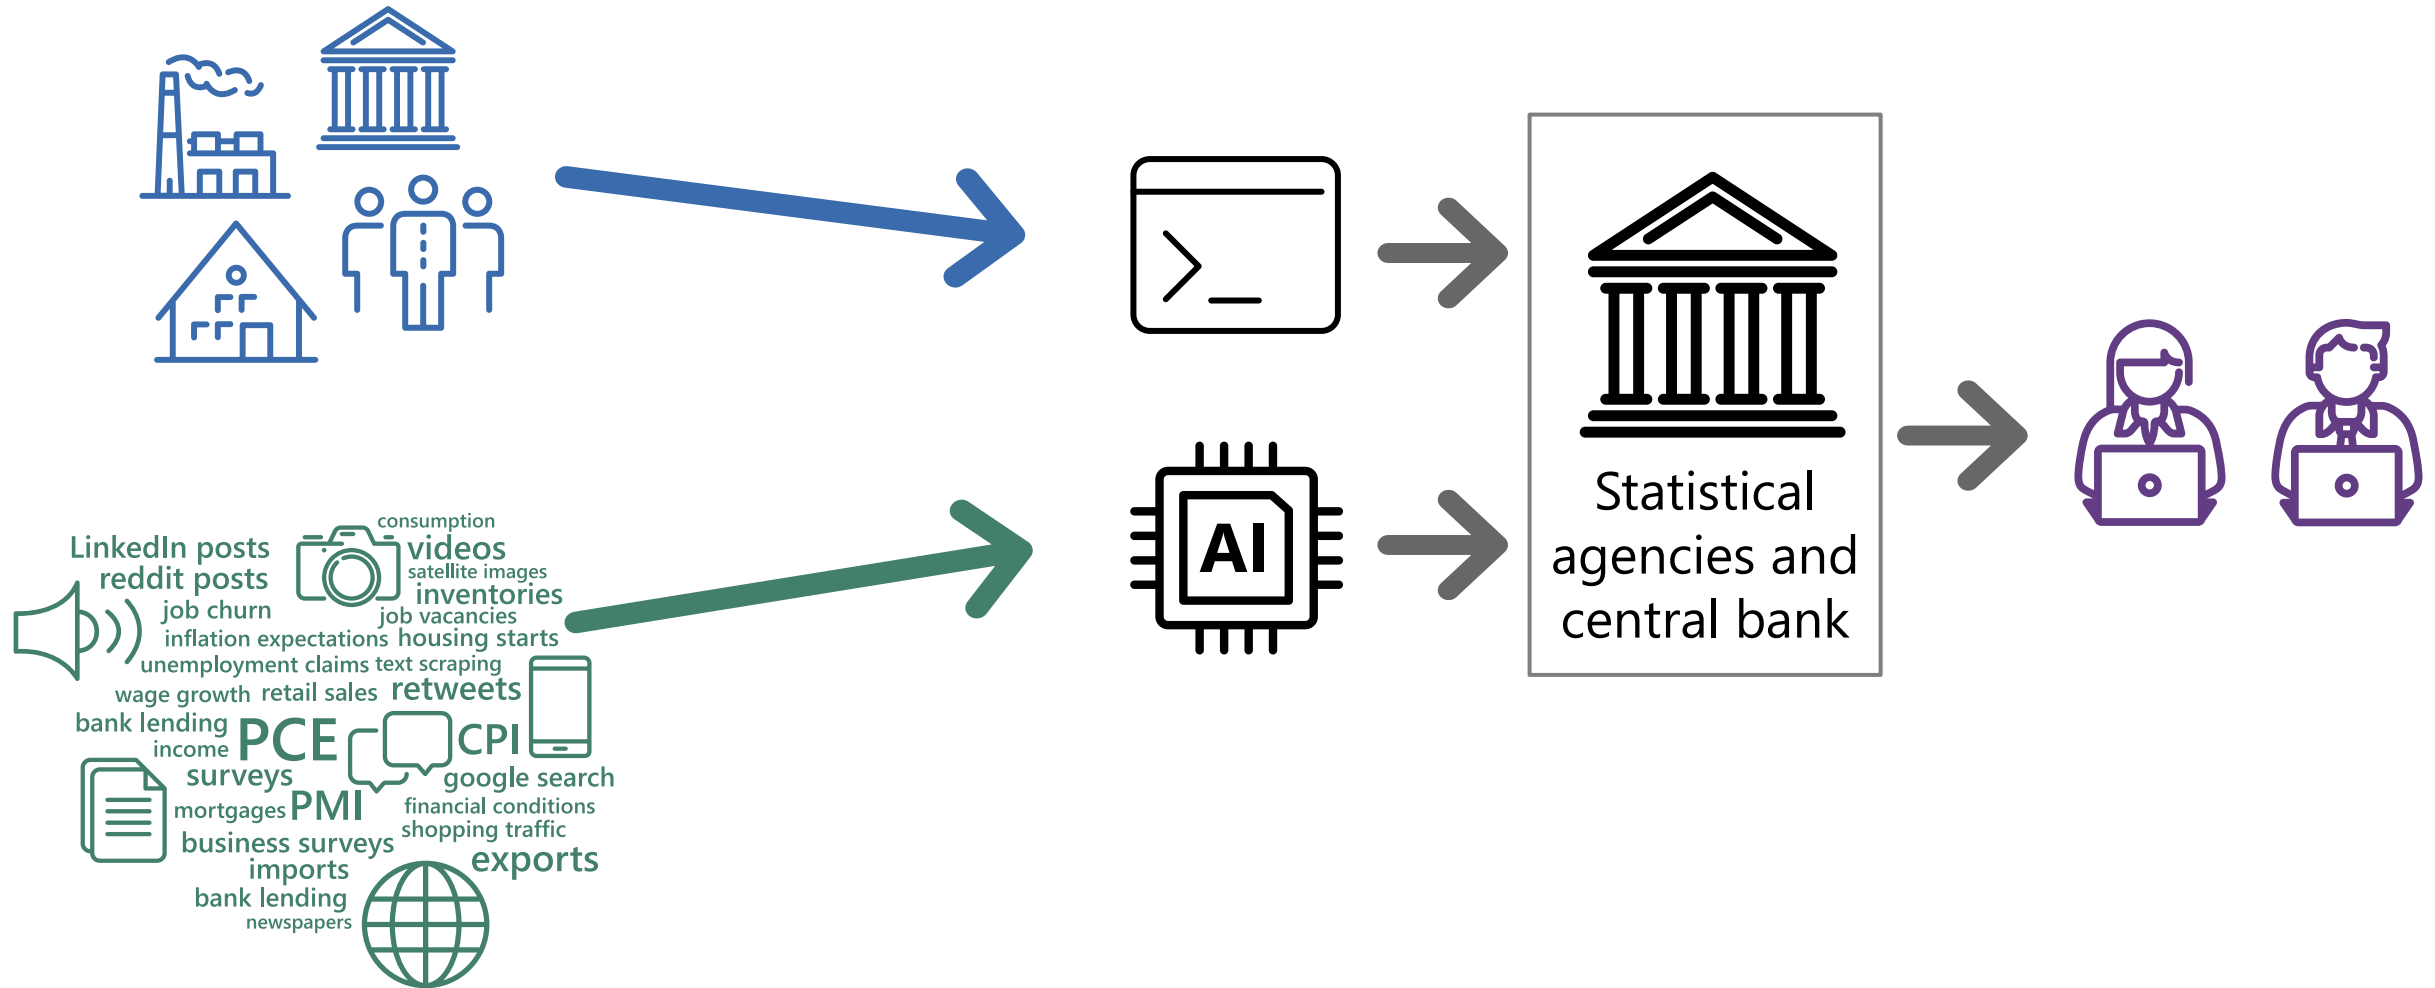 consumption
LinkedIn posts
videos
reddit posts
satellite images
inventories
job churn
job vacancies
inflation expectations
housing starts
unemployment claims
text scraping
wage growth
retail sales
retweets
bank lending
PCE
CPI
income
surveys
google search
mortgages
PMI
financial conditions
shopping traffic
business surveys
exports
imports
bank lending
newspapers
>_
AI
Statistical
agencies and
central bank